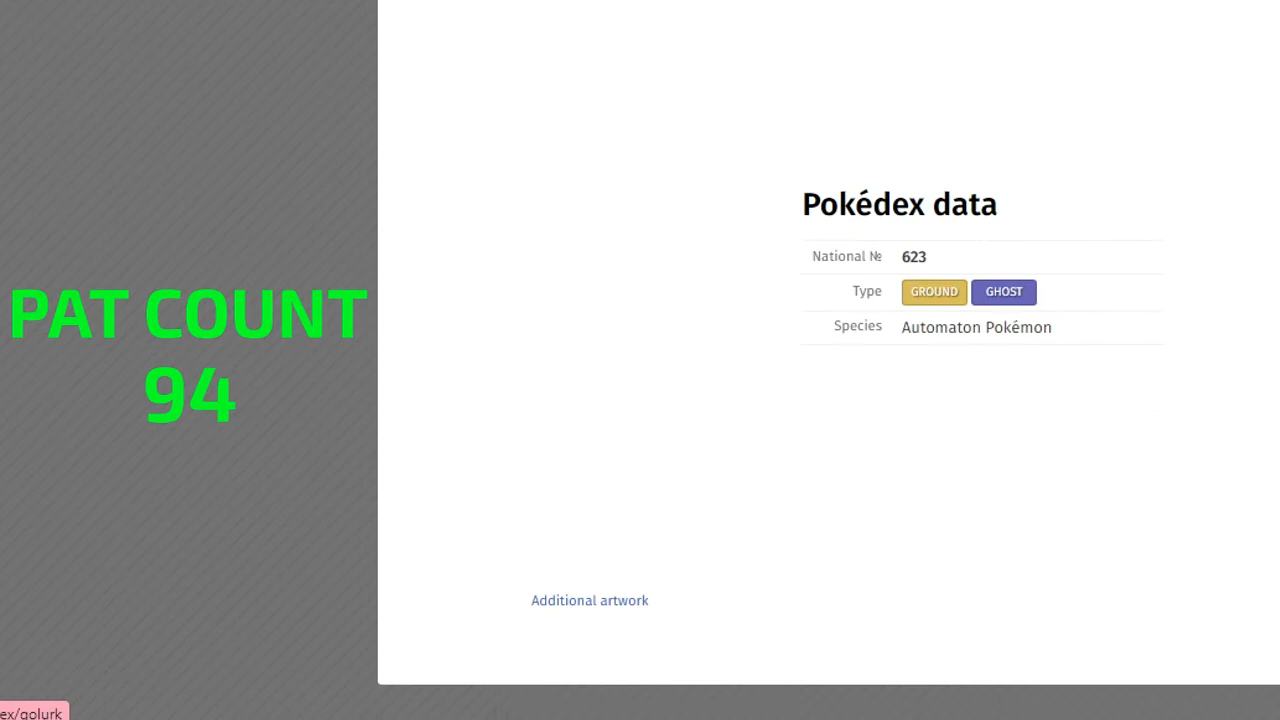 PAT COUNT
94
Pokédex data
National № 623
Type GROUND GHOST
Species Automaton Pokémon
Additional artwork
ex/golurk